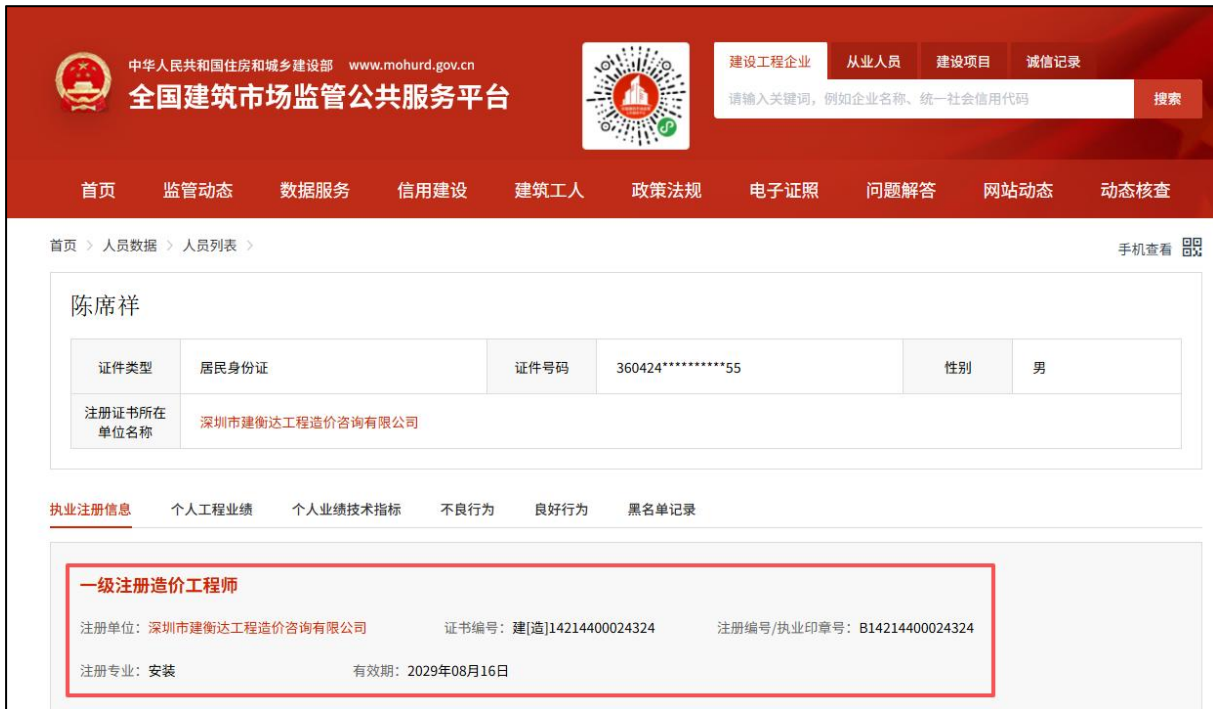 中华人民共和国住房和城乡建设部 www.mohurd.gov.cn
全国建筑市场监管公共服务平台
建设工程企业 从业人员 建设项目 诚信记录
请输入关键词，例如企业名称、统一社会信用代码 搜索
首页 监管动态 数据服务 信用建设 建筑工人 政策法规 电子证照 问题解答 网站动态 动态核查
首页 > 人员数据 > 人员列表 >
手机查看
陈席祥
证件类型 居民身份证 证件号码 360424**********55 性别 男
注册证书所在
单位名称
深圳市建衡达工程造价咨询有限公司
执业注册信息 个人工程业绩 个人业绩技术指标 不良行为 良好行为 黑名单记录
一级注册造价工程师
注册单位：深圳市建衡达工程造价咨询有限公司 证书编号：建[造]14214400024324 注册编号/执业印章号：B14214400024324
注册专业：安装 有效期：2029年08月16日